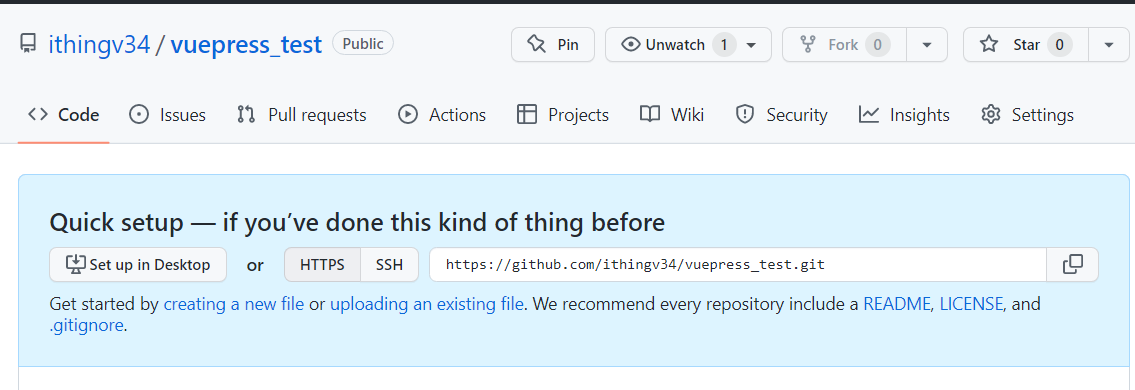 ithingv34 / vuepress_test Public Pin Unwatch 1 Fork 0 Star 0
Code Issues Pull requests Actions Projects Wiki Security Insights Settings
Quick setup — if you’ve done this kind of thing before
Set up in Desktop or HTTPS SSH https://github.com/ithingv34/vuepress_test.git
Get started by creating a new file or uploading an existing file. We recommend every repository include a README, LICENSE, and
.gitignore.